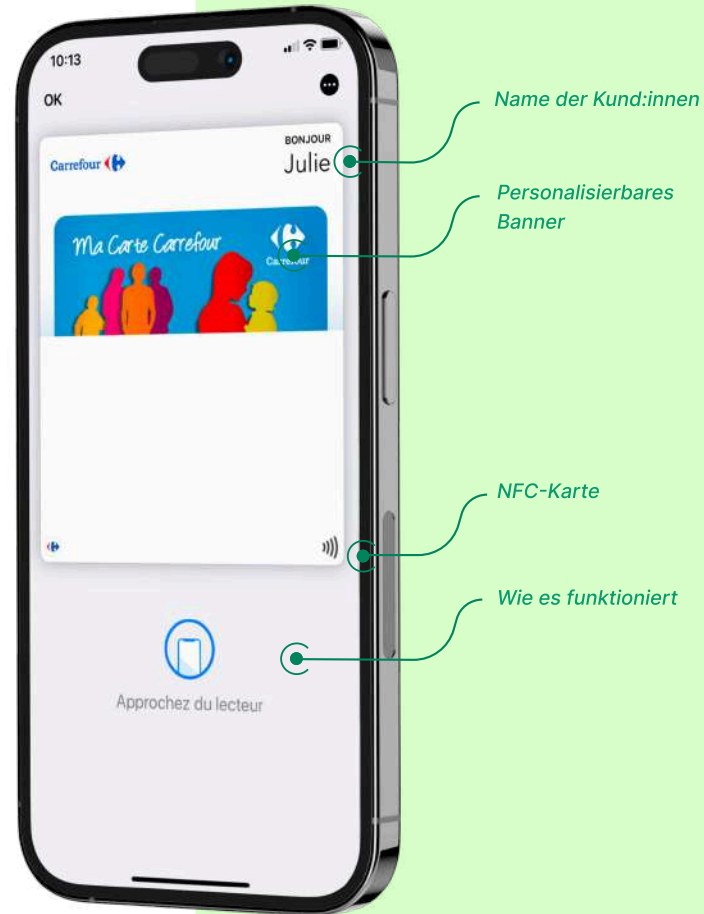 10:13
OK
Carrefour
BONJOUR
Julie
Ma Carte Carrefour
Carrefour
Approchez du lecteur
Name der Kund:innen
Personalisierbares
Banner
NFC-Karte
Wie es funktioniert